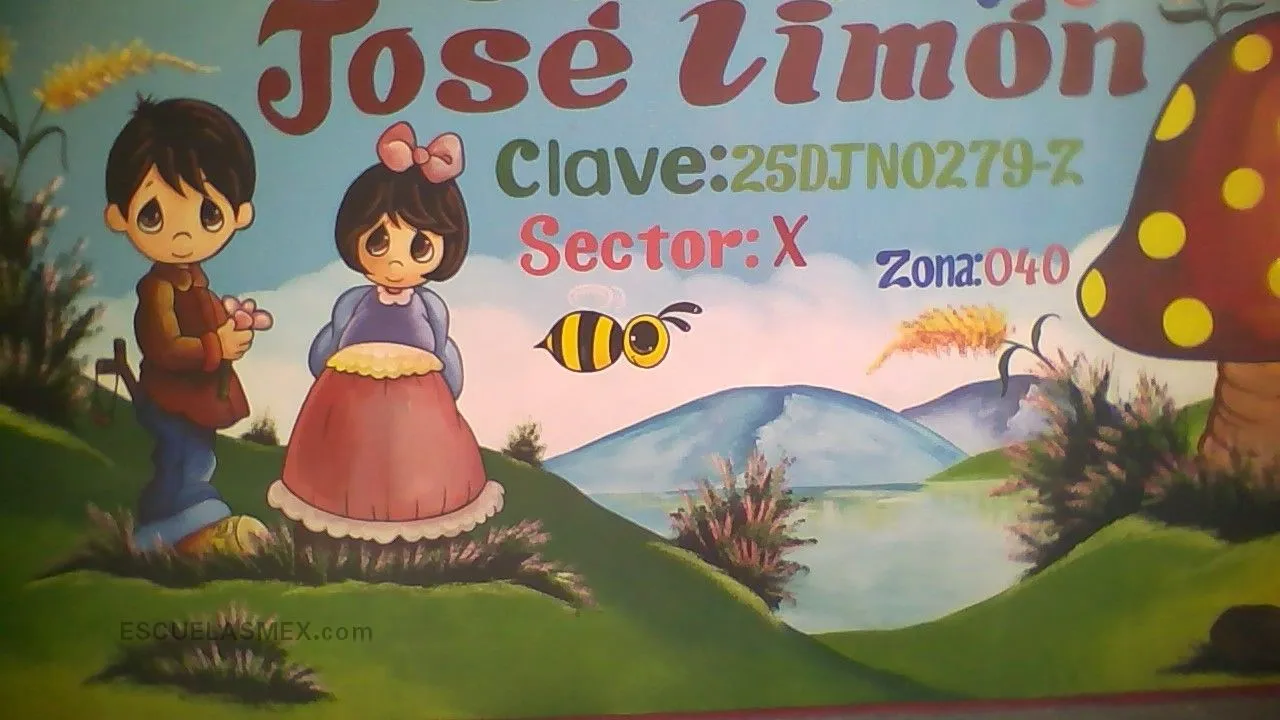 José Limón
Clave:25DJN0279-Z
Sector: X
Zona:040
ESCUELASMEX.com